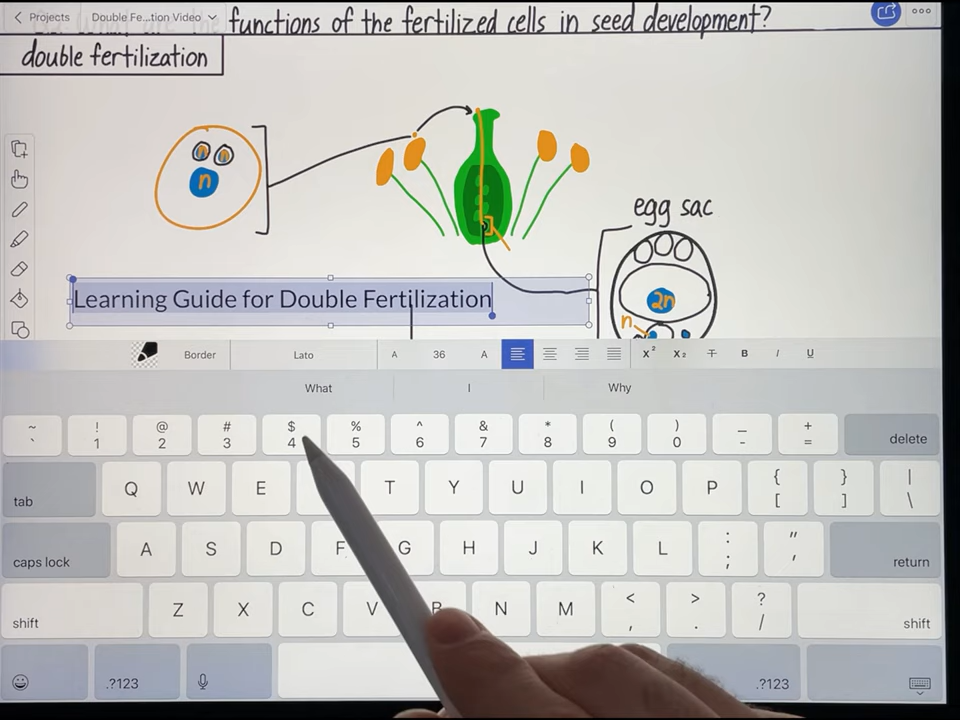 Projects
Double Fe...tion Video
functions of the fertilized cells in seed development?
double fertilization
n
egg sac
2n
n
Learning Guide for Double Fertilization
Border
Lato
A 36 A
X² X₂ T B I U
What I Why
~ ! @ # $ % ^ & * ( ) _ +
` 1 2 3 4 5 6 7 8 9 0 - = delete
tab Q W E T Y U I O P { [ } ] | \
caps lock A S D F G H J K L : ; " ' return
shift Z X C V B N M < , > . ? / shift
.?123 .?123